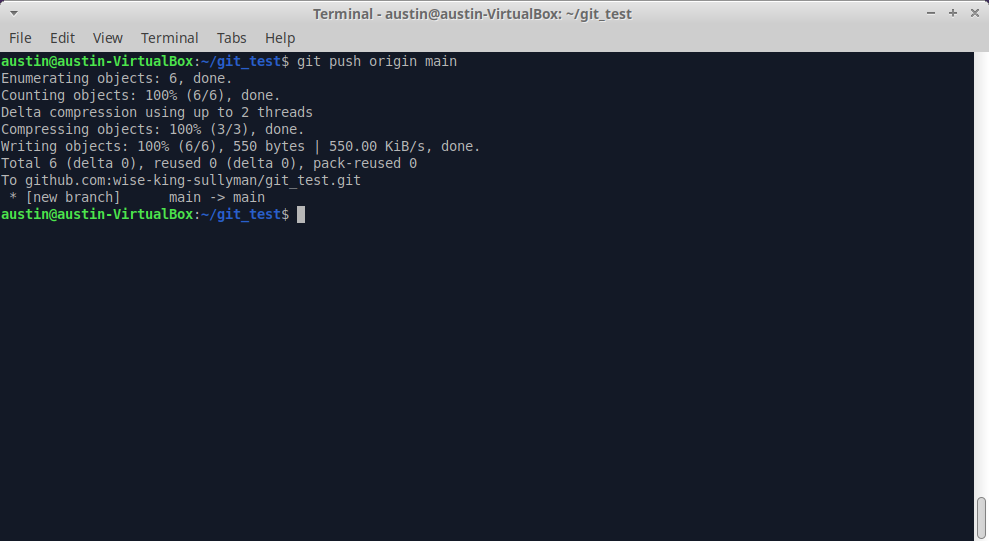 Terminal - austin@austin-VirtualBox: ~/git_test
File Edit View Terminal Tabs Help
austin@austin-VirtualBox:~/git_test$ git push origin main
Enumerating objects: 6, done.
Counting objects: 100% (6/6), done.
Delta compression using up to 2 threads
Compressing objects: 100% (3/3), done.
Writing objects: 100% (6/6), 550 bytes | 550.00 KiB/s, done.
Total 6 (delta 0), reused 0 (delta 0), pack-reused 0
To github.com:wise-king-sullyman/git_test.git
 * [new branch]      main -> main
austin@austin-VirtualBox:~/git_test$